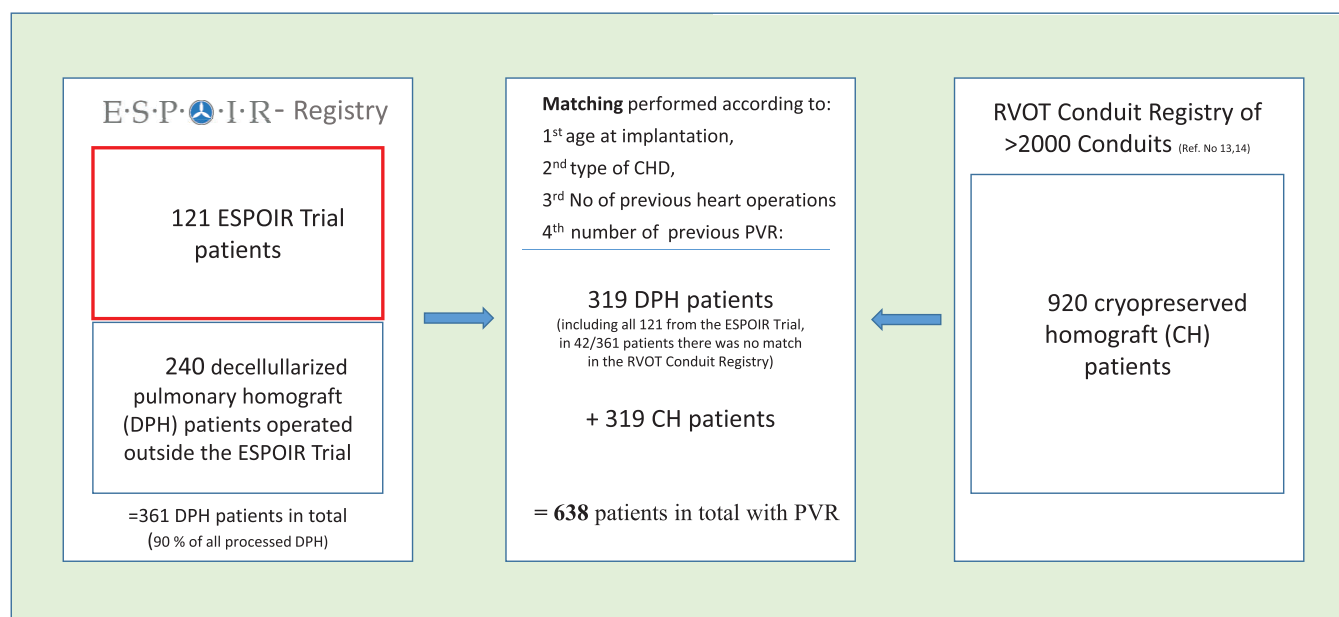 E·S·P·O·I·R- Registry
121 ESPOIR Trial
patients
240 decellullarized
pulmonary homograft
(DPH) patients operated
outside the ESPOIR Trial
=361 DPH patients in total
(90 % of all processed DPH)
Matching performed according to:
1st age at implantation,
2nd type of CHD,
3rd No of previous heart operations
4th number of previous PVR:
319 DPH patients
(including all 121 from the ESPOIR Trial,
in 42/361 patients there was no match
in the RVOT Conduit Registry)
+ 319 CH patients
= 638 patients in total with PVR
RVOT Conduit Registry of
>2000 Conduits (Ref. No 13,14)
920 cryopreserved
homograft (CH)
patients